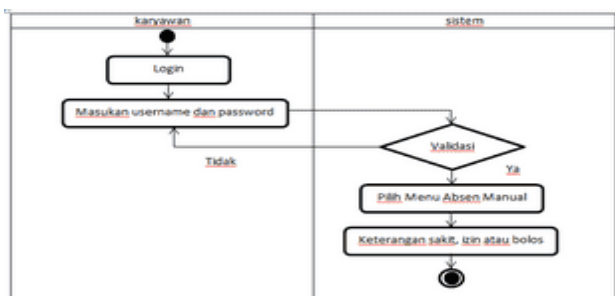 karyawan
sistem
Login
Masukan username dan password
Validasi
Tidak
Ya
Pilih Menu Absen Manual
Keterangan sakit, izin atau bolos